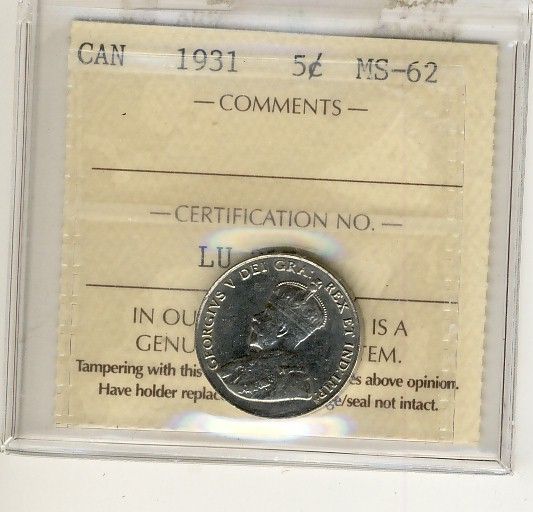 CAN 1931 5¢ MS-62
— COMMENTS —
— CERTIFICATION NO. —
LU
IN OU IS A
GENU TEM.
Tampering with this es above opinion.
Have holder replac e/seal not intact.
GEORGIVS V DEI GRA: REX ET IND:IMP: